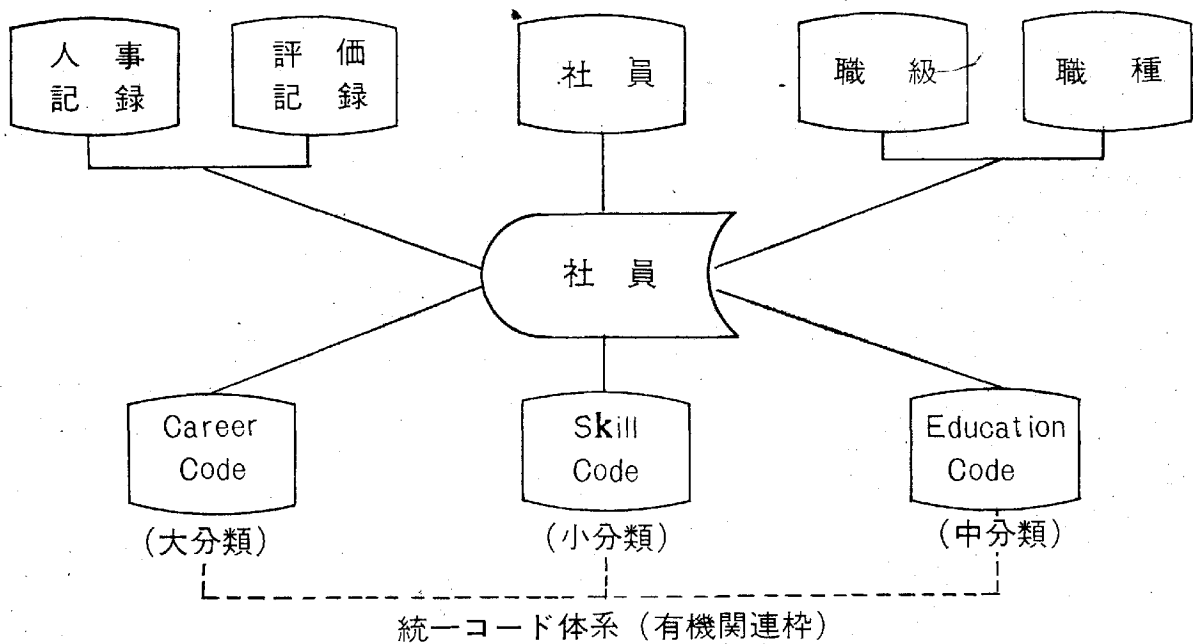 人事
記録
評価
記録
社員
職級
職種
社員
Career
Code
(大分類)
Skill
Code
(小分類)
Education
Code
(中分類)
統一コード体系(有機関連枠)